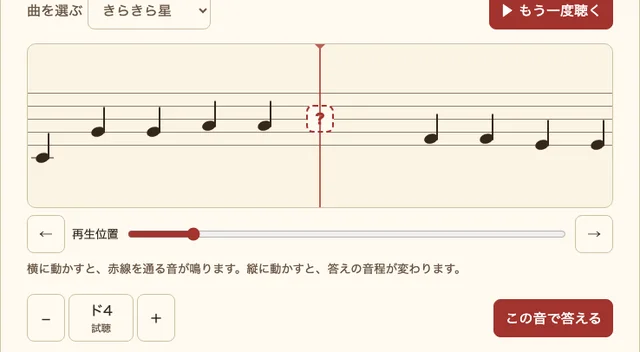 曲を選ぶ きらきら星 ▶ もう一度聴く
?
← 再生位置 →
横に動かすと、赤線を通る音が鳴ります。縦に動かすと、答えの音程が変わります。
− ド4 +
試聴
この音で答える